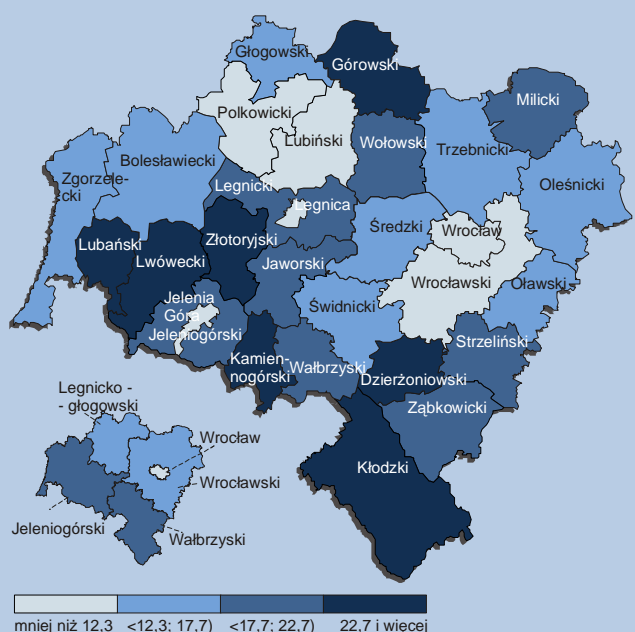 Głogowski
Górowski
Milicki
Polkowicki
Lubiński
Wołowski
Trzebnicki
Bolesławiecki
Zgorzele-
cki
Legnicki
Oleśnicki
Legnica
Średzki
Wrocław
Lubański
Złotoryjski
Lwówecki
Jaworski
Wrocławski
Oławski
Jelenia
Góra
Świdnicki
Jeleniogórski
Strzeliński
Kamien-
nogórski
Wałbrzyski
Dzierżoniowski
Ząbkowicki
Kłodzki
Legnicko -
- głogowski
Wrocław
Wrocławski
Jeleniogórski
Wałbrzyski
mniej niż 12,3 <12,3; 17,7) <17,7; 22,7) 22,7 i wiecej